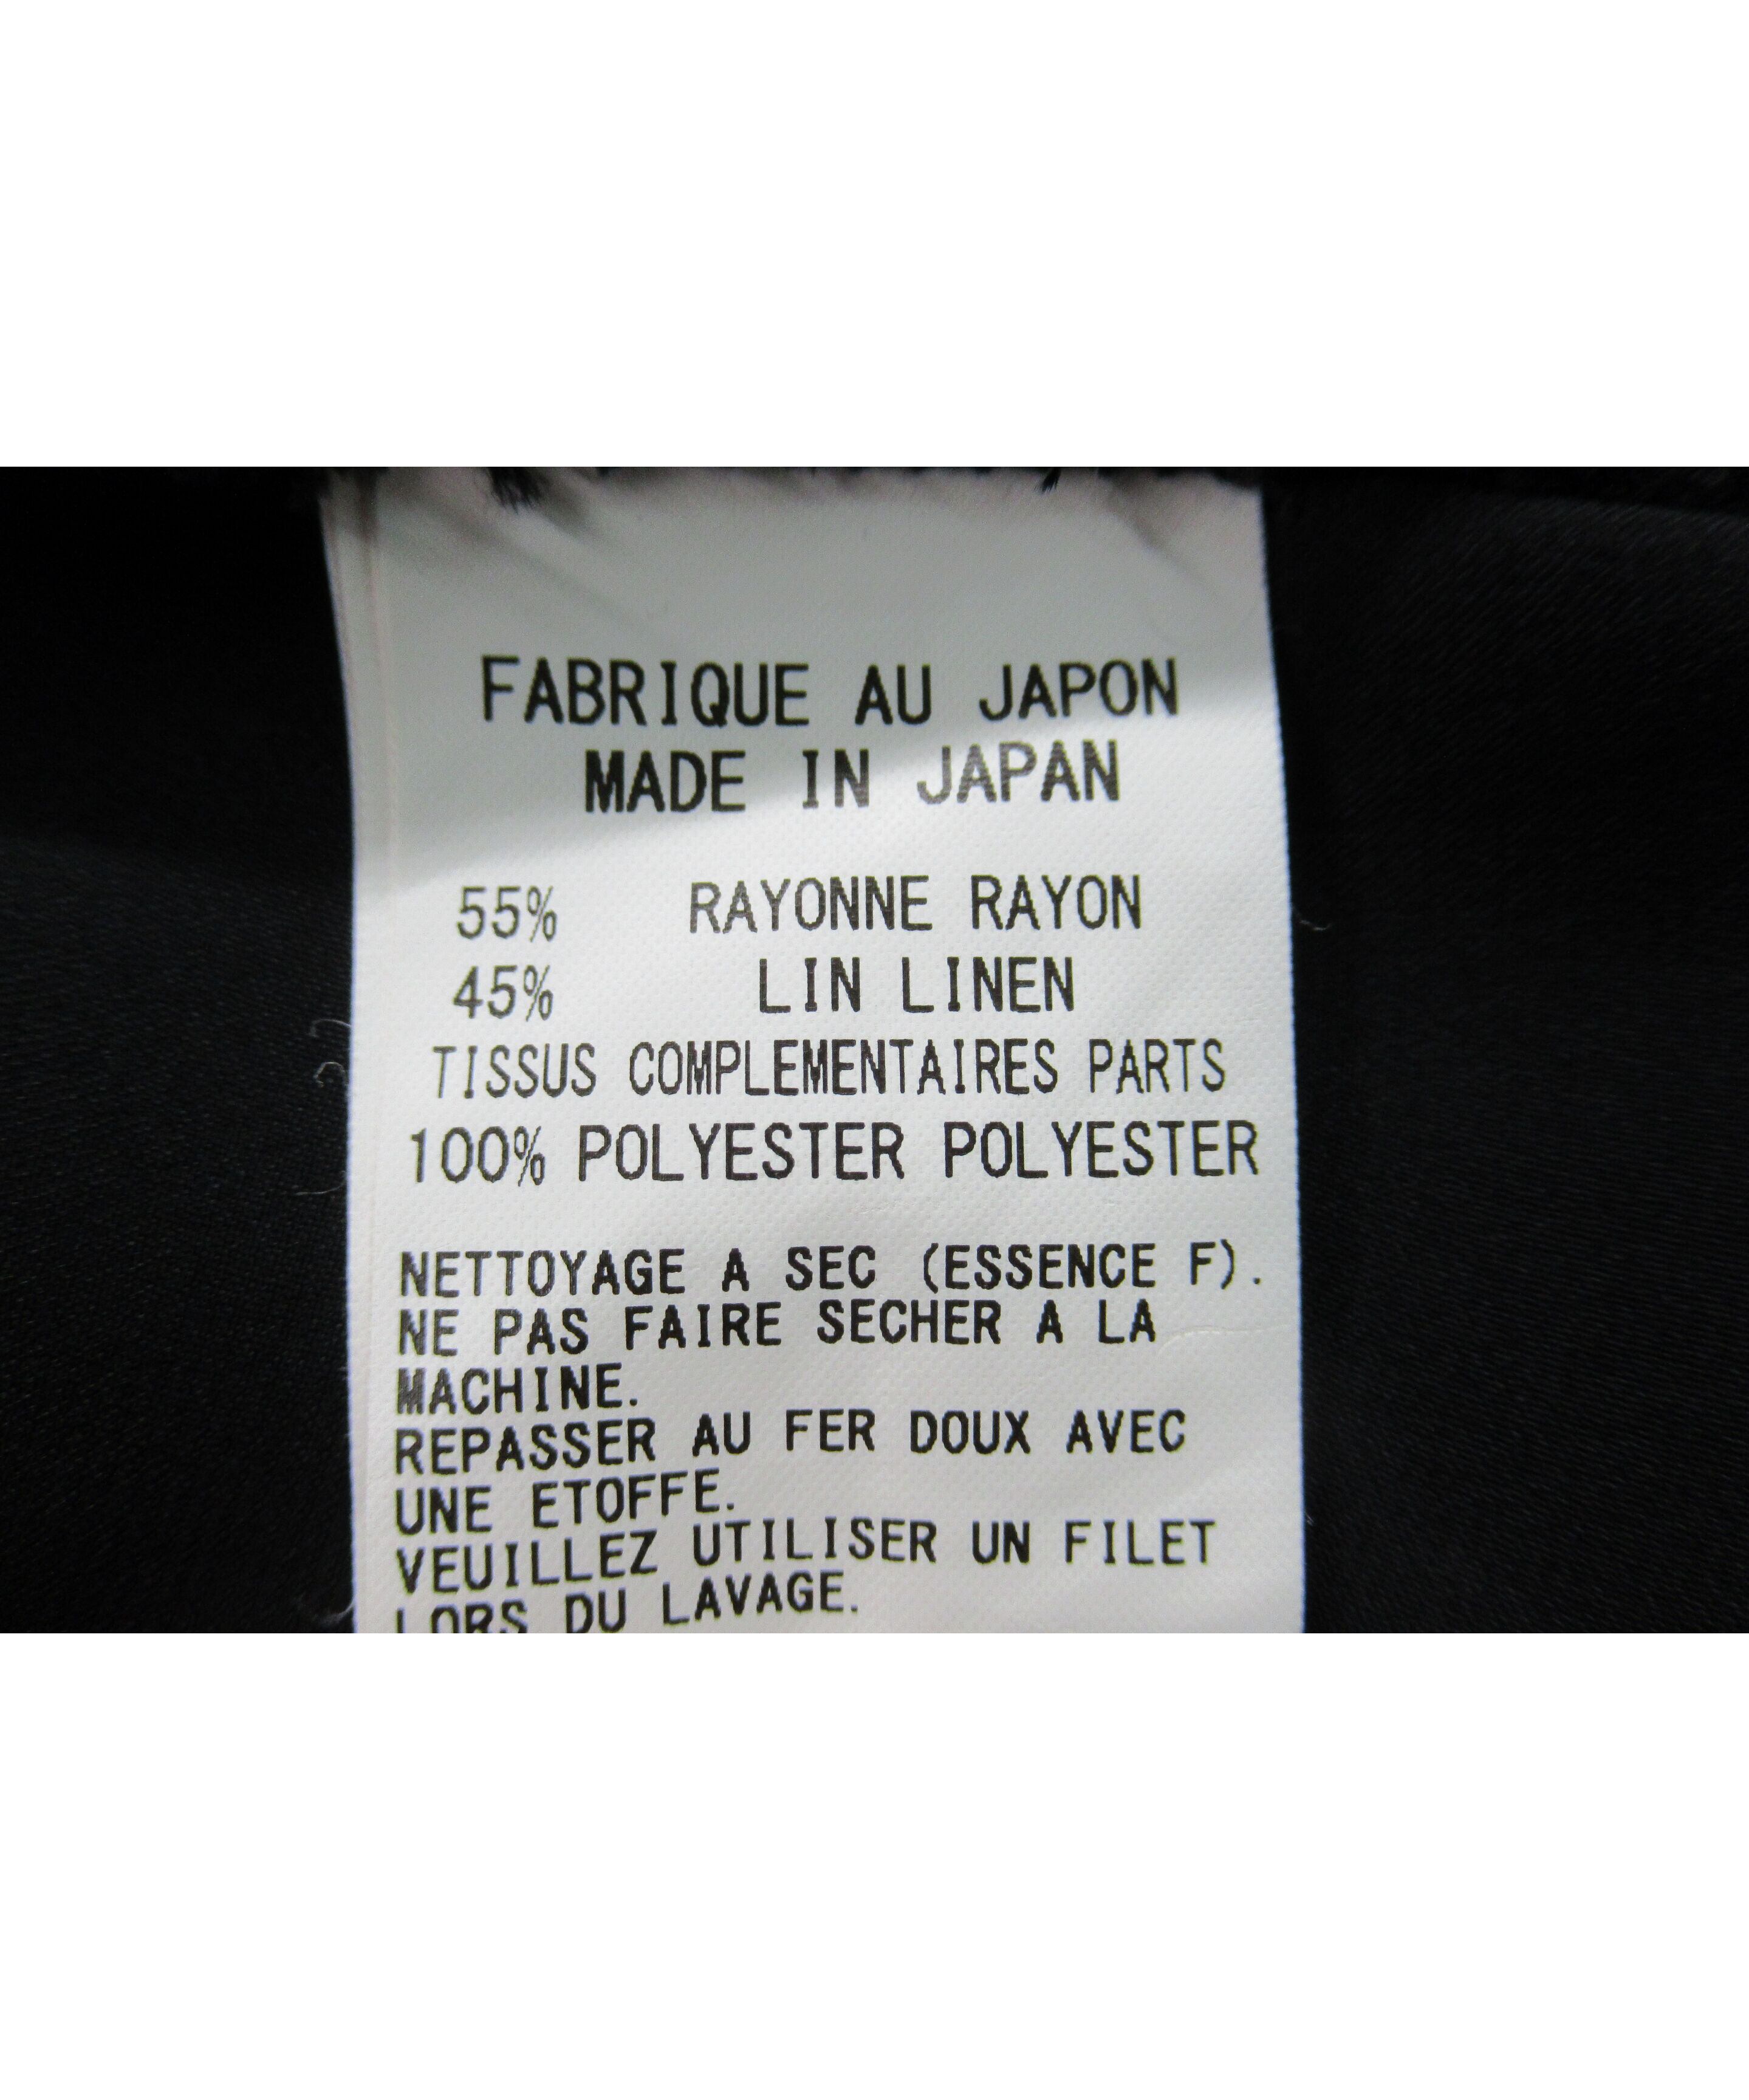 FABRIQUE AU JAPON
MADE IN JAPAN
55% RAYONNE RAYON
45% LIN LINEN
TISSUS COMPLEMENTAIRES PARTS
100% POLYESTER POLYESTER
NETTOYAGE A SEC (ESSENCE F).
NE PAS FAIRE SECHER A LA
MACHINE.
REPASSER AU FER DOUX AVEC
UNE ETOFFE.
VEUILLEZ UTILISER UN FILET
LORS DU LAVAGE.